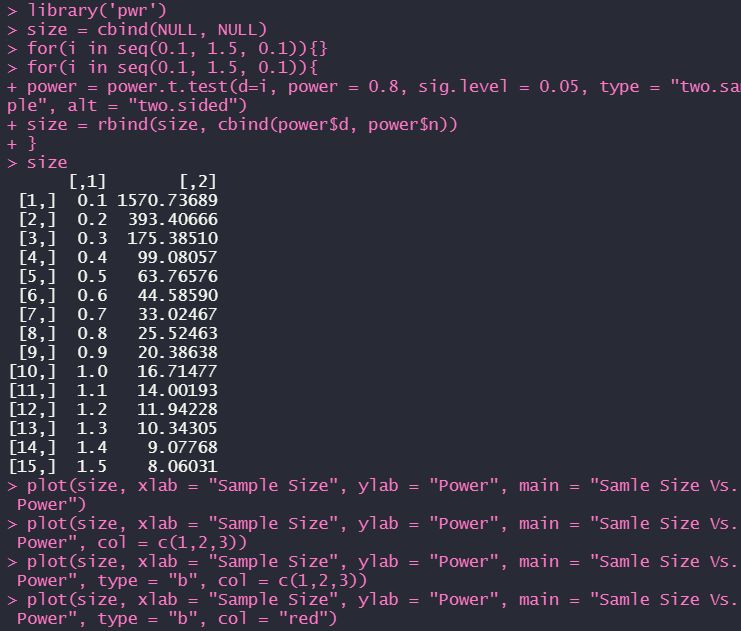 > library('pwr')
> size = cbind(NULL, NULL)
> for(i in seq(0.1, 1.5, 0.1)){}
> for(i in seq(0.1, 1.5, 0.1)){
+ power = power.t.test(d=i, power = 0.8, sig.level = 0.05, type = "two.sam
ple", alt = "two.sided")
+ size = rbind(size, cbind(power$d, power$n))
+ }
> size
      [,1]       [,2]
 [1,]  0.1 1570.73689
 [2,]  0.2  393.40666
 [3,]  0.3  175.38510
 [4,]  0.4   99.08057
 [5,]  0.5   63.76576
 [6,]  0.6   44.58590
 [7,]  0.7   33.02467
 [8,]  0.8   25.52463
 [9,]  0.9   20.38638
[10,]  1.0   16.71477
[11,]  1.1   14.00193
[12,]  1.2   11.94228
[13,]  1.3   10.34305
[14,]  1.4    9.07768
[15,]  1.5    8.06031
> plot(size, xlab = "Sample Size", ylab = "Power", main = "Samle Size Vs.
 Power")
> plot(size, xlab = "Sample Size", ylab = "Power", main = "Samle Size Vs.
 Power", col = c(1,2,3))
> plot(size, xlab = "Sample Size", ylab = "Power", main = "Samle Size Vs.
 Power", type = "b", col = c(1,2,3))
> plot(size, xlab = "Sample Size", ylab = "Power", main = "Samle Size Vs.
 Power", type = "b", col = "red")